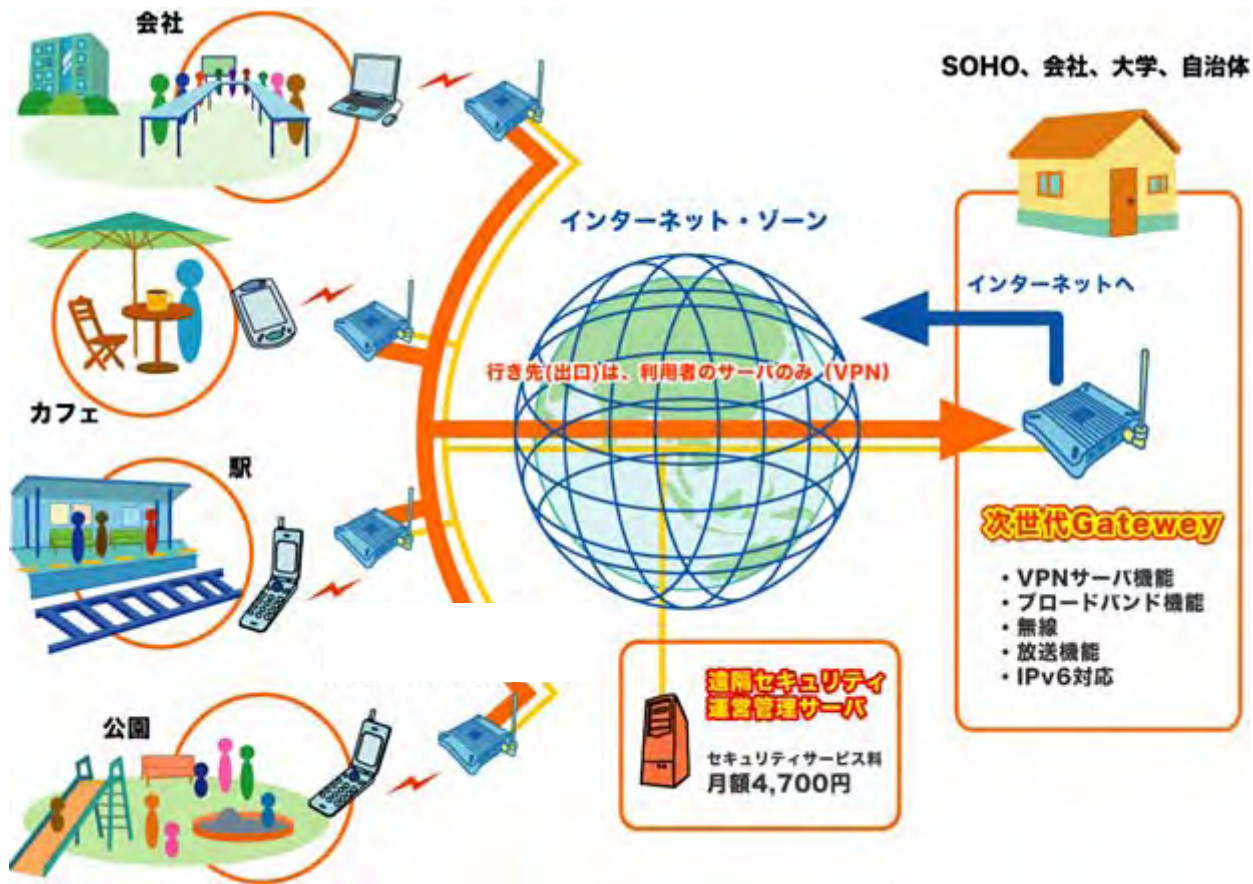 会社
SOHO、会社、大学、自治体
インターネット・ゾーン
インターネットへ
行き先(出口)は、利用者のサーバのみ（VPN）
カフェ
駅
次世代Gatewey
・VPNサーバ機能
・ブロードバンド機能
・無線
・放送機能
・IPv6対応
遠隔セキュリティ
運営管理サーバ
セキュリティサービス料
月額4,700円
公園